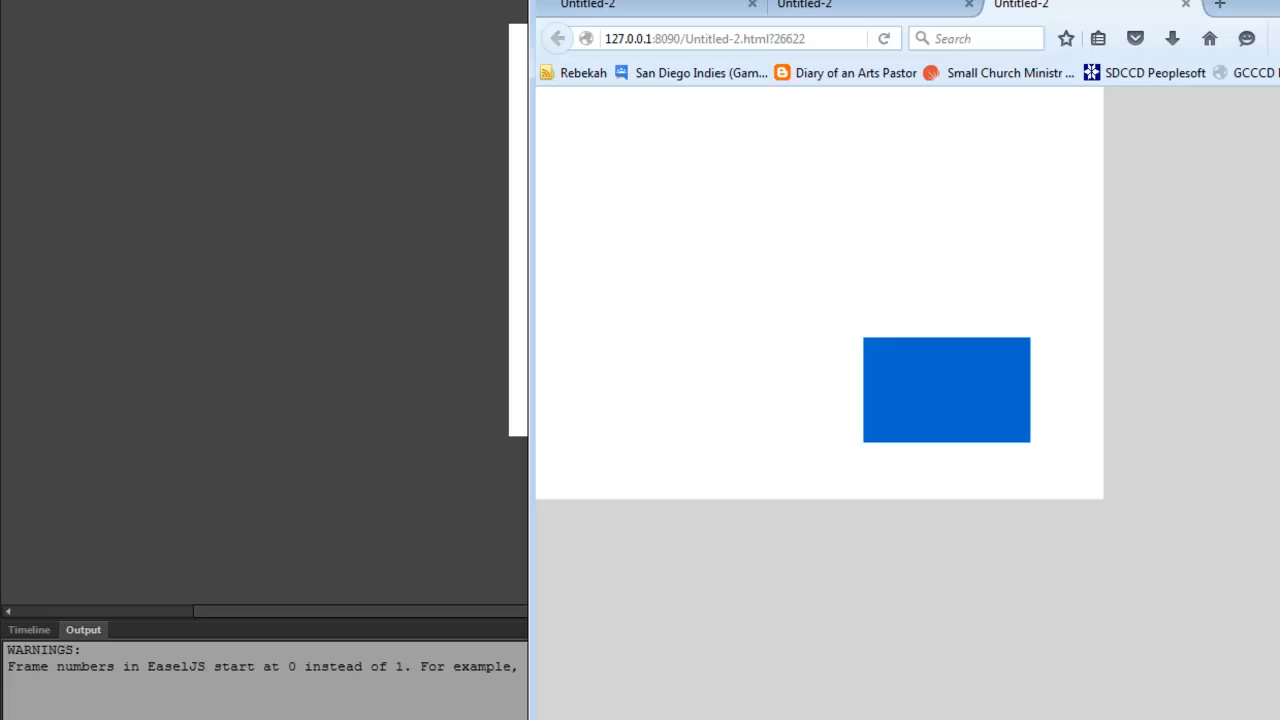 Untitled-2
Untitled-2
Untitled-2
127.0.0.1:8090/Untitled-2.html?26622
Search
Rebekah
San Diego Indies (Gam...
Diary of an Arts Pastor
Small Church Ministr ...
SDCCD Peoplesoft
GCCCD
Timeline
Output
WARNINGS:
Frame numbers in EaselJS start at 0 instead of 1. For example,